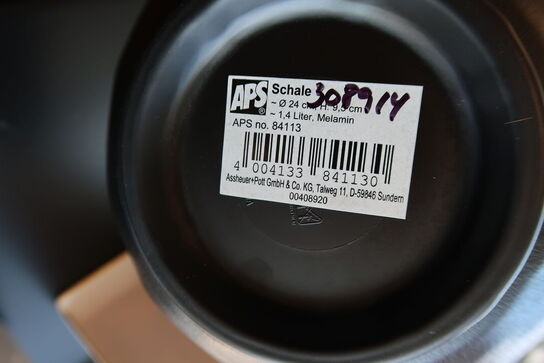 APS® Schale 308914
~ Ø 24 cm, H. 9,5 cm
~ 1,4 Liter, Melamin
APS no. 84113
4 004133 841130
Assheuer+Pott GmbH & Co. KG, Talweg 11, D-59846 Sundern
00408920